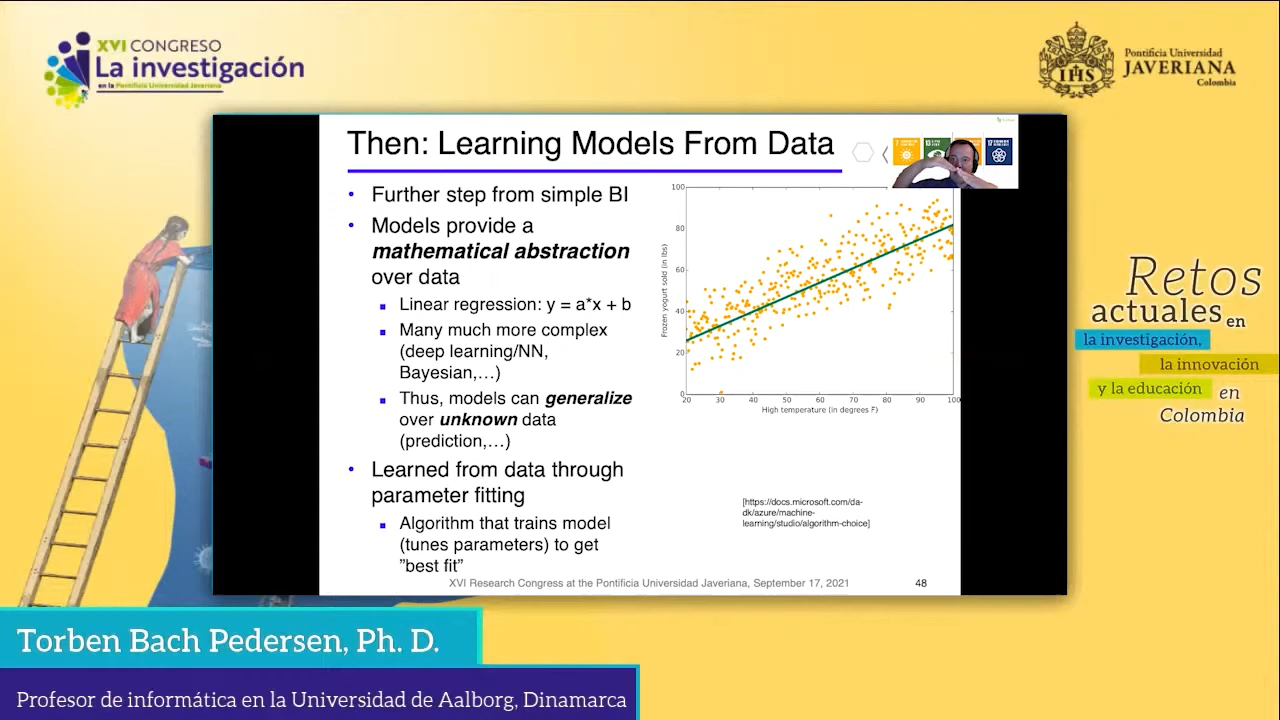 XVI CONGRESO
La investigación
en la Pontificia Universidad Javeriana
Pontificia Universidad
JAVERIANA
Colombia
IHS
Then: Learning Models From Data
• Further step from simple BI
• Models provide a
mathematical abstraction
over data
Linear regression: y = a*x + b
Many much more complex
(deep learning/NN,
Bayesian,…)
Thus, models can generalize
over unknown data
(prediction,…)
• Learned from data through
parameter fitting
Algorithm that trains model
(tunes parameters) to get
”best fit”
100
80
60
40
20
0
Frozen yogurt sold (in lbs)
20 30 40 50 60 70 80 90 100
High temperature (in degrees F)
[https://docs.microsoft.com/da-
dk/azure/machine-
learning/studio/algorithm-choice]
XVI Research Congress at the Pontificia Universidad Javeriana, September 17, 2021
48
Retos
actuales en
la investigación,
la innovación
y la educación en
Colombia
Torben Bach Pedersen, Ph. D.
Profesor de informática en la Universidad de Aalborg, Dinamarca